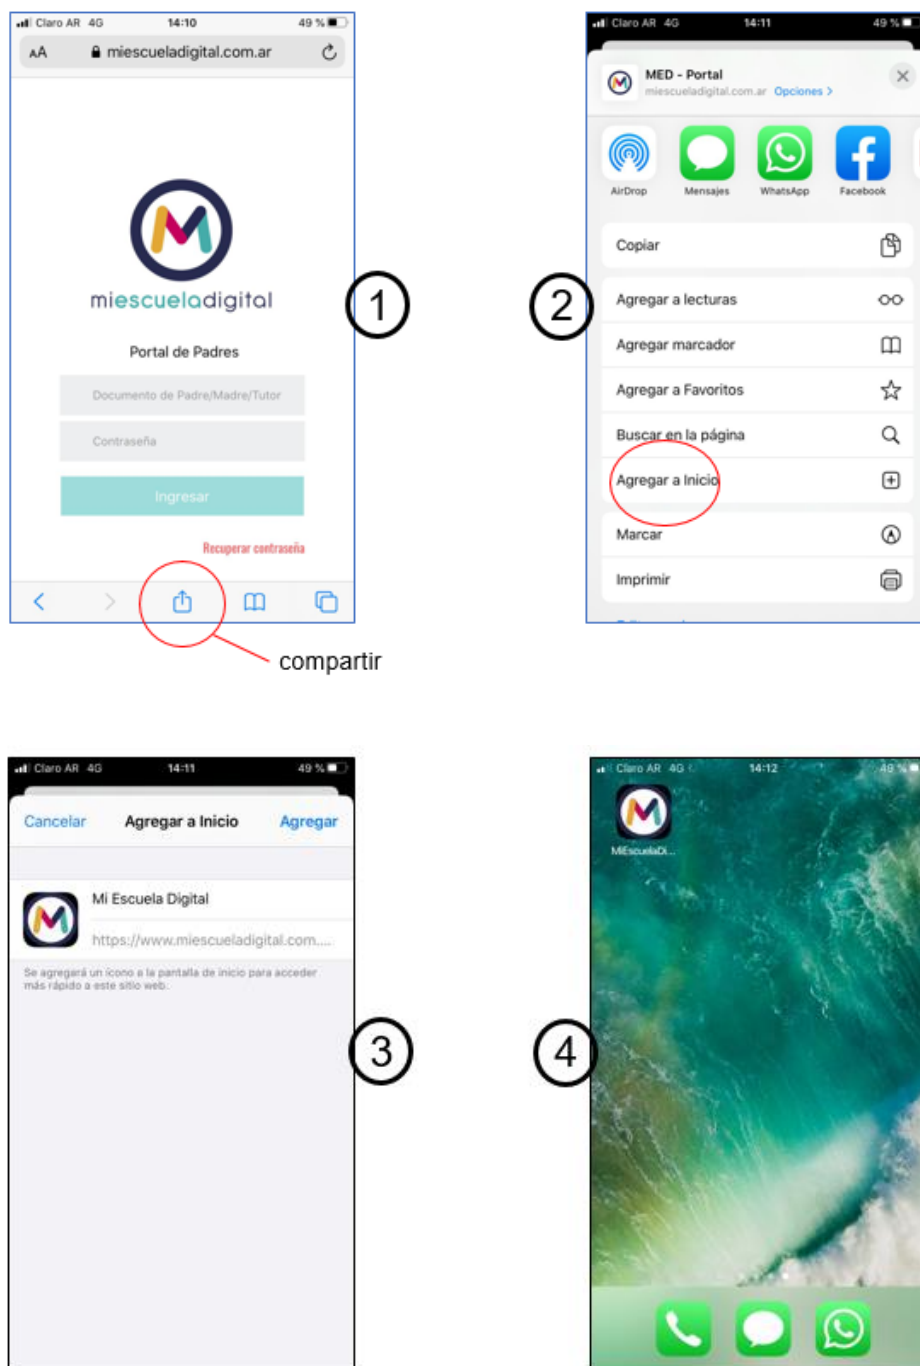 Claro AR 4G 14:10 49 %
AA miescueladigital.com.ar
miescueladigital
Portal de Padres
Documento de Padre/Madre/Tutor
Contraseña
Ingresar
Recuperar contraseña
compartir
1
Claro AR 4G 14:11 49 %
MED - Portal
miescueladigital.com.ar Opciones >
AirDrop Mensajes WhatsApp Facebook
Copiar
Agregar a lecturas
Agregar marcador
Agregar a Favoritos
Buscar en la página
Agregar a Inicio
Marcar
Imprimir
2
Claro AR 4G 14:11 49 %
Cancelar Agregar a Inicio Agregar
Mi Escuela Digital
https://www.miescueladigital.com....
Se agregará un ícono a la pantalla de inicio para acceder
más rápido a este sitio web.
3
Claro AR 4G 14:12 49 %
MiEscuelaDi...
4